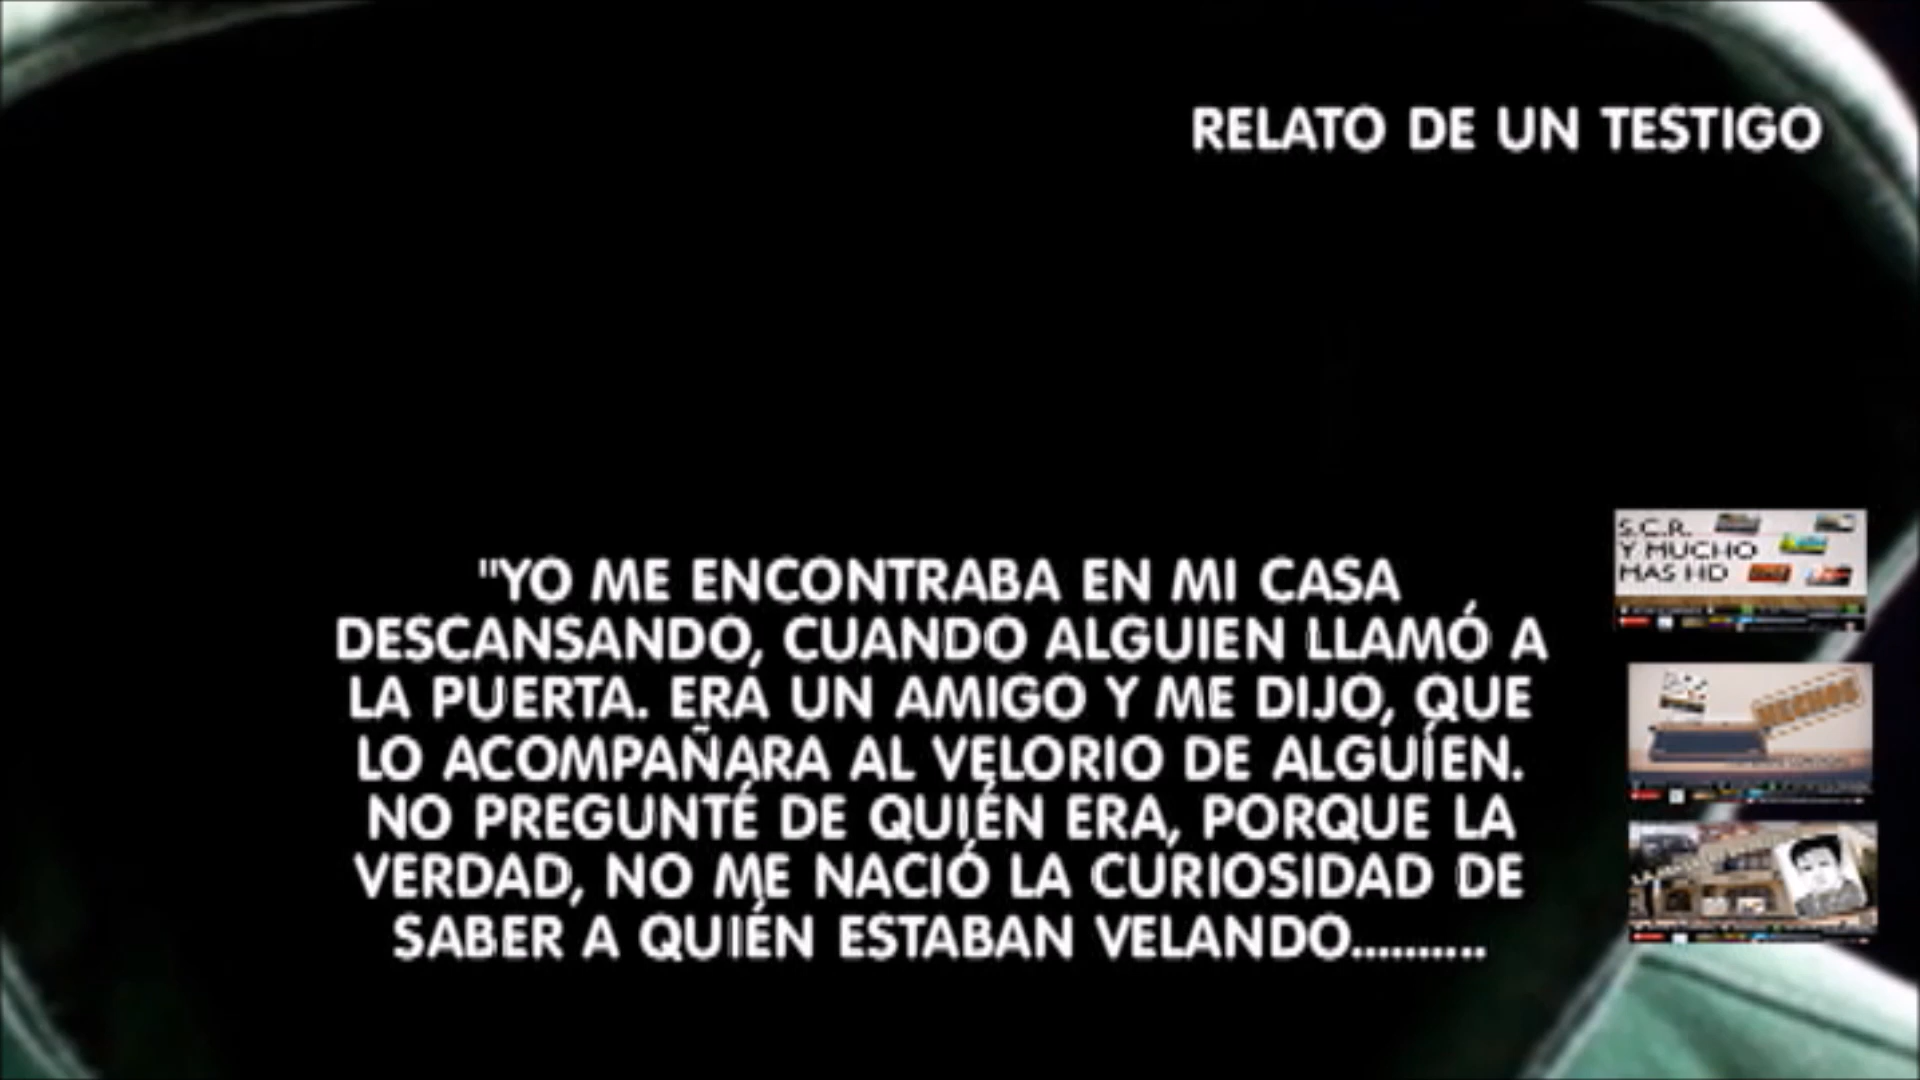 RELATO DE UN TESTIGO
"YO ME ENCONTRABA EN MI CASA
DESCANSANDO, CUANDO ALGUIEN LLAMÓ A
LA PUERTA. ERA UN AMIGO Y ME DIJO, QUE
LO ACOMPAÑARA AL VELORIO DE ALGUÍEN.
NO PREGUNTÉ DE QUIÉN ERA, PORQUE LA
VERDAD, NO ME NACIÓ LA CURIOSIDAD DE
SABER A QUIÉN ESTABAN VELANDO..........
S.C.R.
Y MUCHO
MAS HD
HECHOS